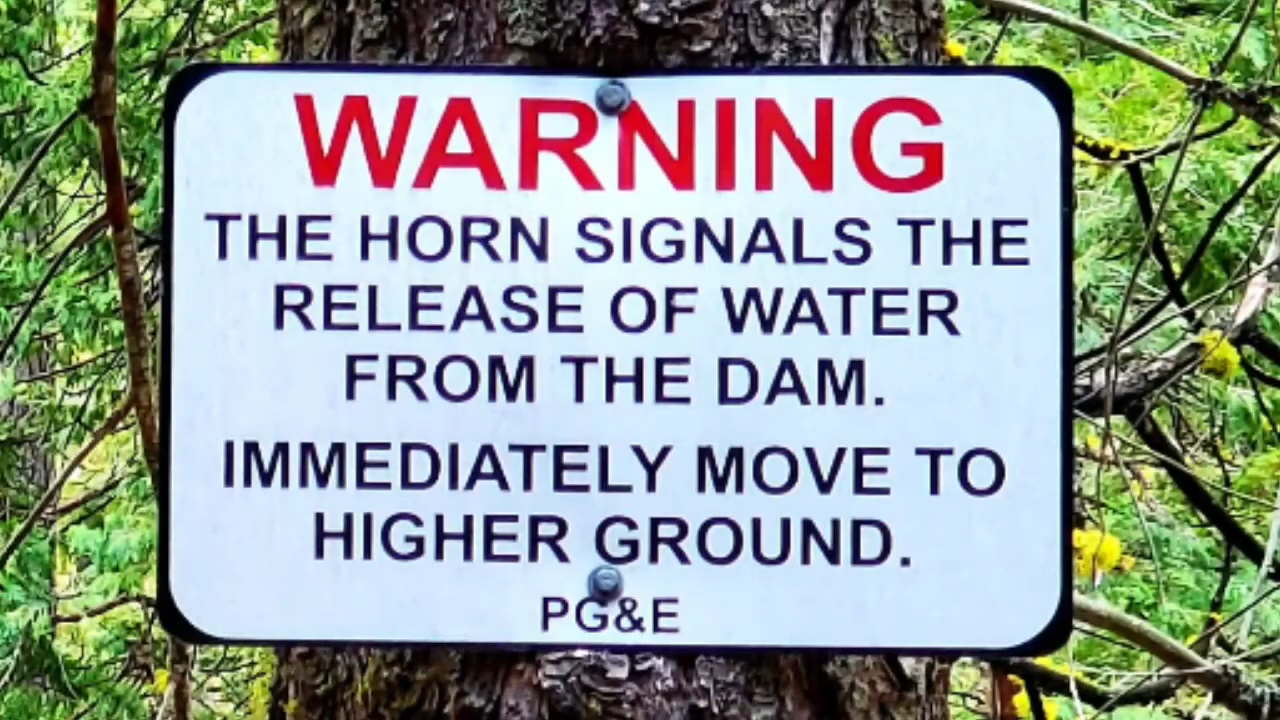 WARNING
THE HORN SIGNALS THE
RELEASE OF WATER
FROM THE DAM.
IMMEDIATELY MOVE TO
HIGHER GROUND.
PG&E